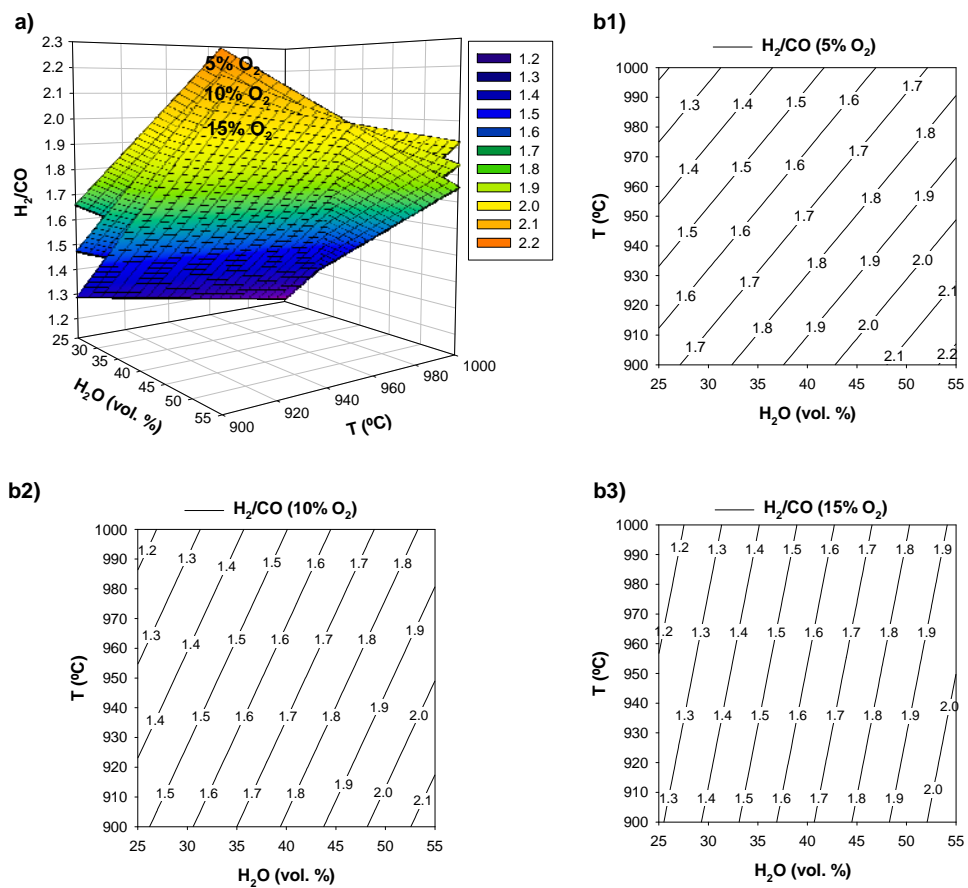 a)
2.3
2.2
2.1
2.0
1.9
1.8
1.7
1.6
1.5
1.4
1.3
1.2
H₂/CO
5% O₂
10% O₂
15% O₂
25
30
35
40
45
50
55
H₂O (vol. %)
900
920
940
960
980
1000
T (ºC)
1.2
1.3
1.4
1.5
1.6
1.7
1.8
1.9
2.0
2.1
2.2
b1)
H₂/CO (5% O₂)
1000
990
980
970
960
950
940
930
920
910
900
T (ºC)
1.3 1.4 1.5 1.6 1.7
1.8
1.4 1.5 1.6 1.7
1.8 1.9
1.5 1.6 1.7
1.8 1.9 2.0
1.6 1.7
2.1
1.7 1.8 1.9 2.0
2.1 2.2
25 30 35 40 45 50 55
H₂O (vol. %)
b2)
H₂/CO (10% O₂)
1000
990
980
970
960
950
940
930
920
910
900
T (ºC)
1.2 1.3 1.4 1.5 1.6 1.7 1.8
1.3 1.4 1.5 1.6 1.7 1.8 1.9
1.4 1.5 1.6 1.7 1.8 1.9 2.0
1.5 1.6 1.7 1.8 1.9 2.0 2.1
25 30 35 40 45 50 55
H₂O (vol. %)
b3)
H₂/CO (15% O₂)
1000
990
980
970
960
950
940
930
920
910
900
T (ºC)
1.2 1.3 1.4 1.5 1.6 1.7 1.8 1.9
1.2 1.3 1.4 1.5 1.6 1.7 1.8 1.9
1.3 1.4 1.5 1.6 1.7 1.8 1.9 2.0
1.3 1.4 1.5 1.6 1.7 1.8 1.9 2.0
25 30 35 40 45 50 55
H₂O (vol. %)